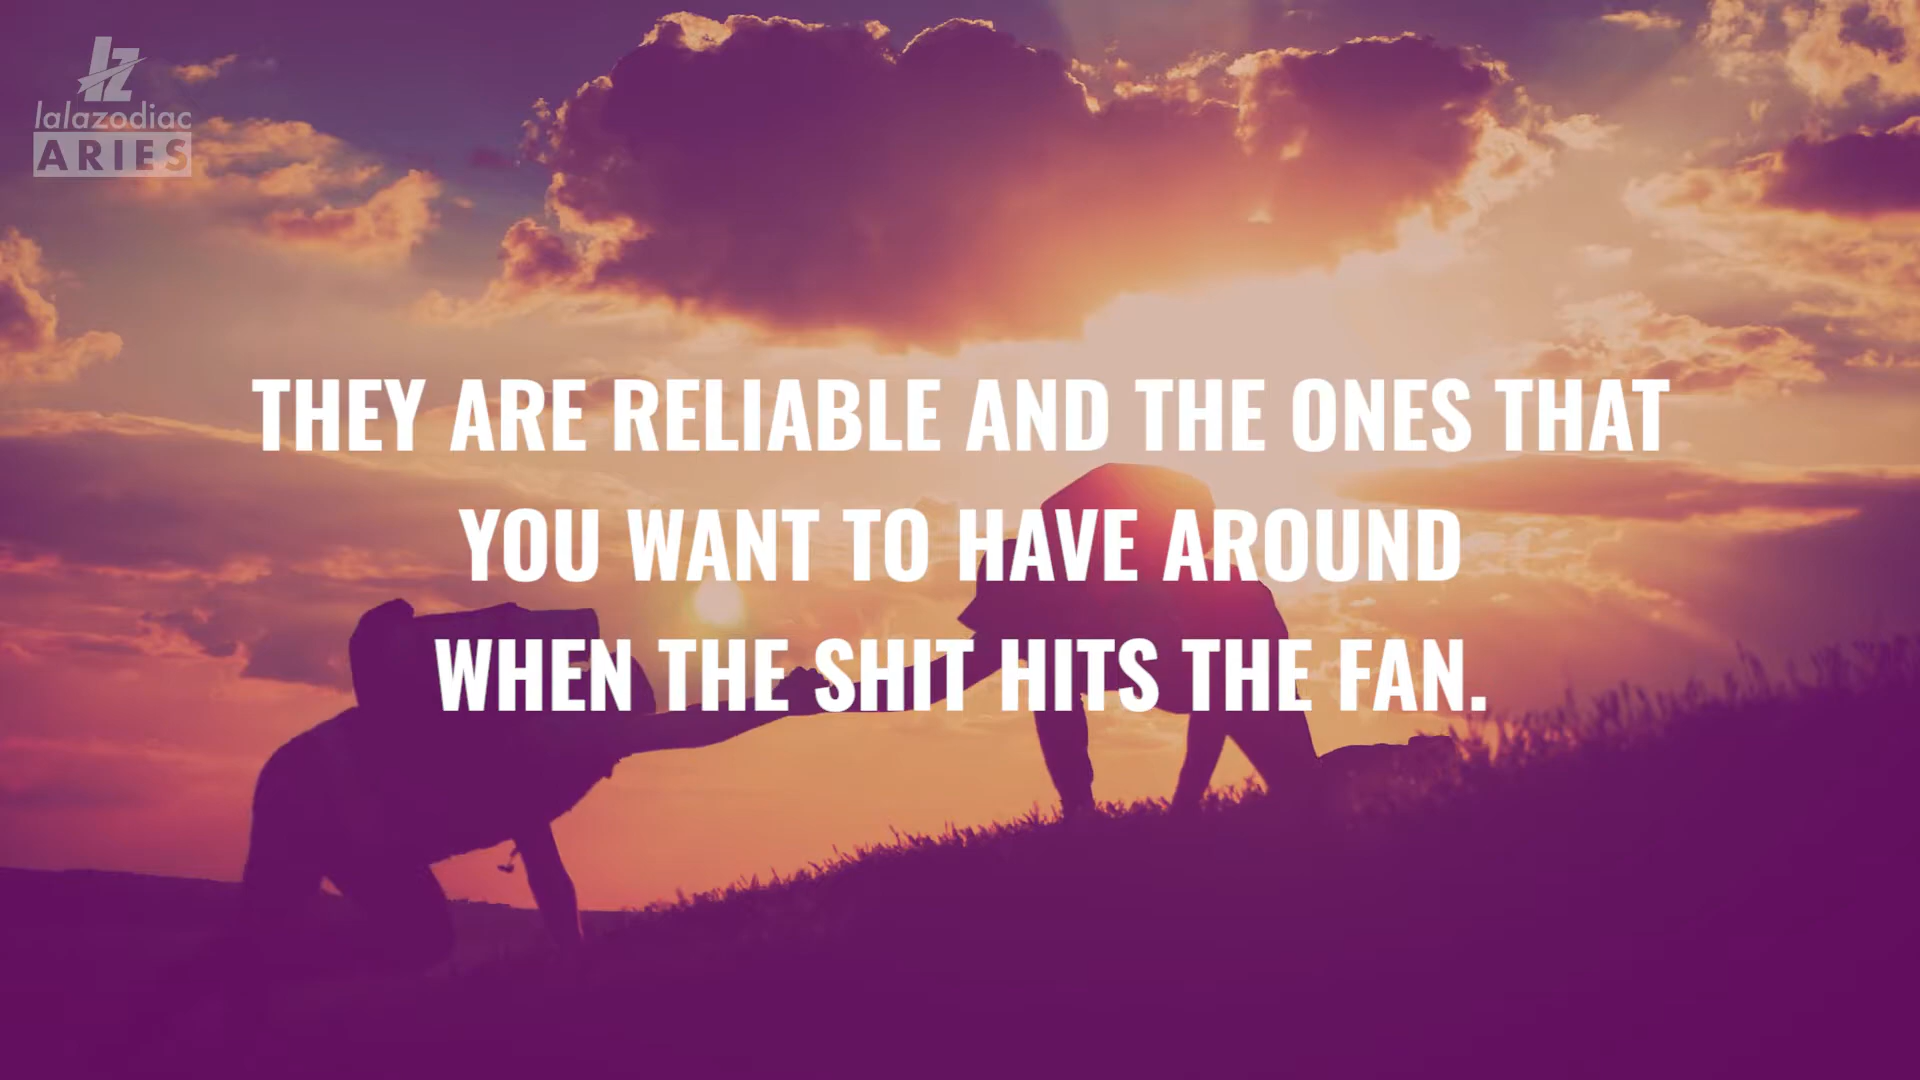 lz
lalazodiac
ARIES
THEY ARE RELIABLE AND THE ONES THAT
YOU WANT TO HAVE AROUND
WHEN THE SHIT HITS THE FAN.